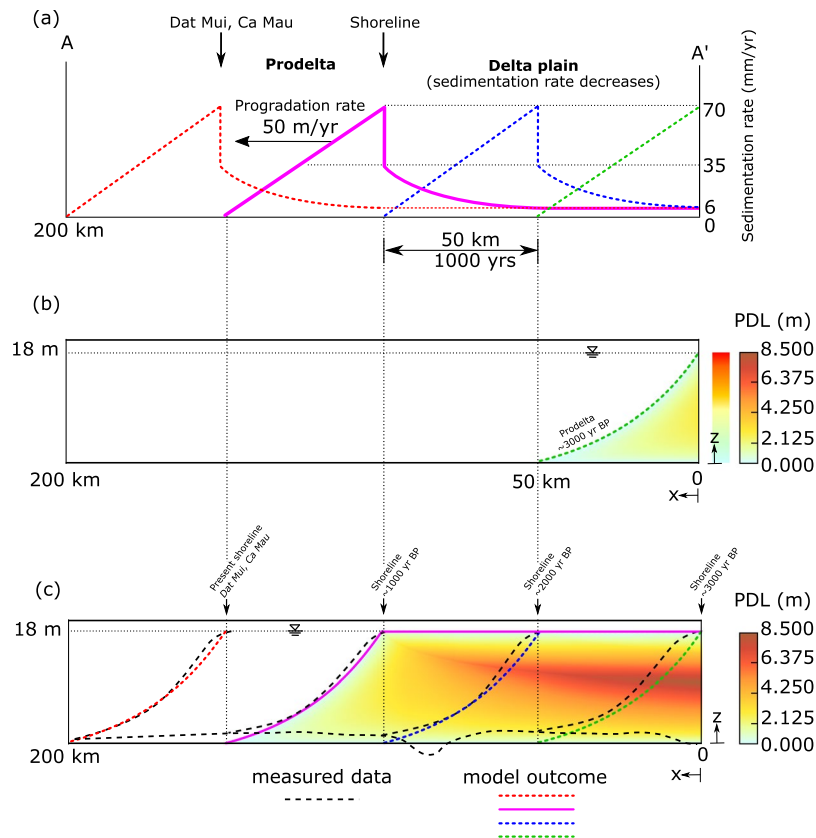 (a)
Dat Mui, Ca Mau
Shoreline
A
A'
Prodelta
Delta plain
(sedimentation rate decreases)
Progradation rate
50 m/yr
70
35
6
0
Sedimentation rate (mm/yr)
200 km
50 km
1000 yrs
(b)
PDL (m)
18 m
8.500
6.375
4.250
2.125
0.000
Prodelta
~3000 yr BP
z
200 km
50 km
0
x
(c)
Present shoreline
Dat Mui, Ca Mau
Shoreline
~1000 yr BP
Shoreline
~2000 yr BP
Shoreline
~3000 yr BP
PDL (m)
18 m
8.500
6.375
4.250
2.125
0.000
z
200 km
0
x
measured data
model outcome